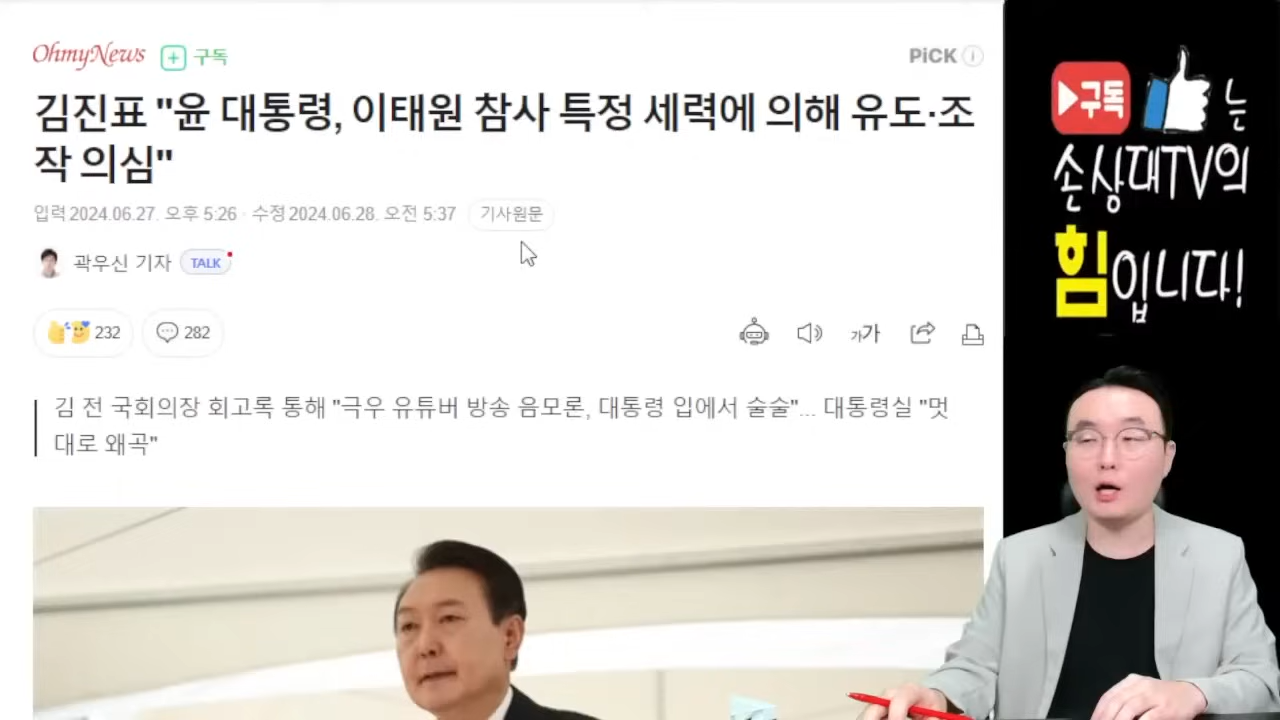 OhmyNews + 구독
PiCK i
김진표 "윤 대통령, 이태원 참사 특정 세력에 의해 유도·조
작 의심"
입력 2024.06.27. 오후 5:26 · 수정 2024.06.28. 오전 5:37 기사원문
곽우신 기자 TALK
232 282
가가
김 전 국회의장 회고록 통해 "극우 유튜버 방송 음모론, 대통령 입에서 술술"... 대통령실 "멋
대로 왜곡"
구독 는
손상대TV의
힘입니다!